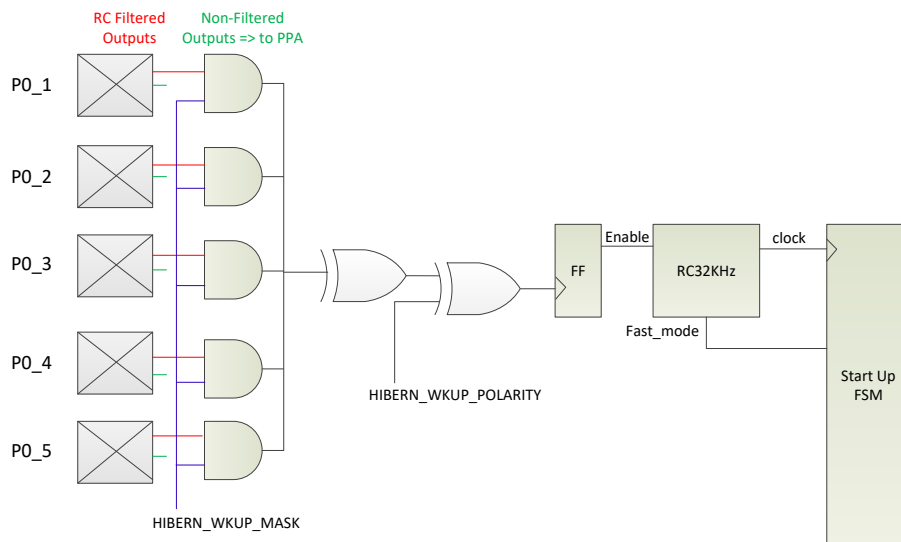 RC Filtered
Outputs
Non-Filtered
Outputs => to PPA
P0_1
P0_2
P0_3
P0_4
P0_5
HIBERN_WKUP_MASK
HIBERN_WKUP_POLARITY
FF
Enable
RC32KHz
clock
Fast_mode
Start Up
FSM